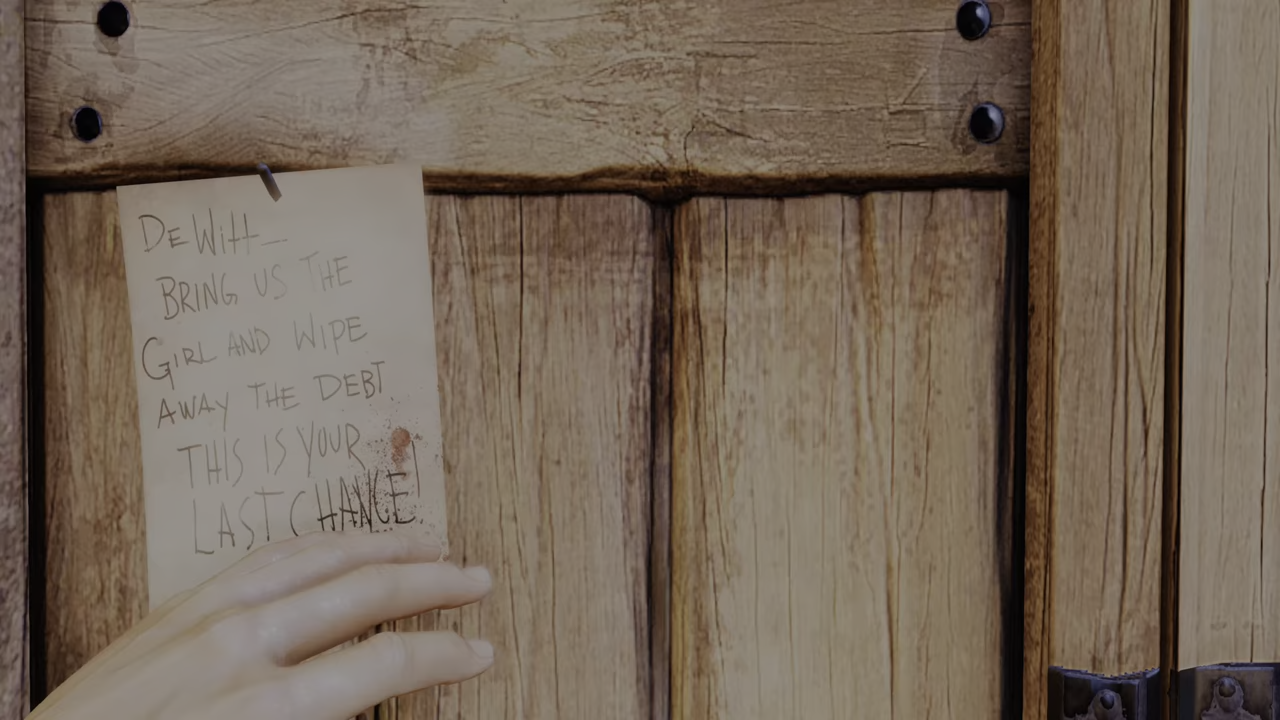 DeWitt—
BRING US THE
GIRL AND WIPE
AWAY THE DEBT
THIS IS YOUR
LAST CHANCE!